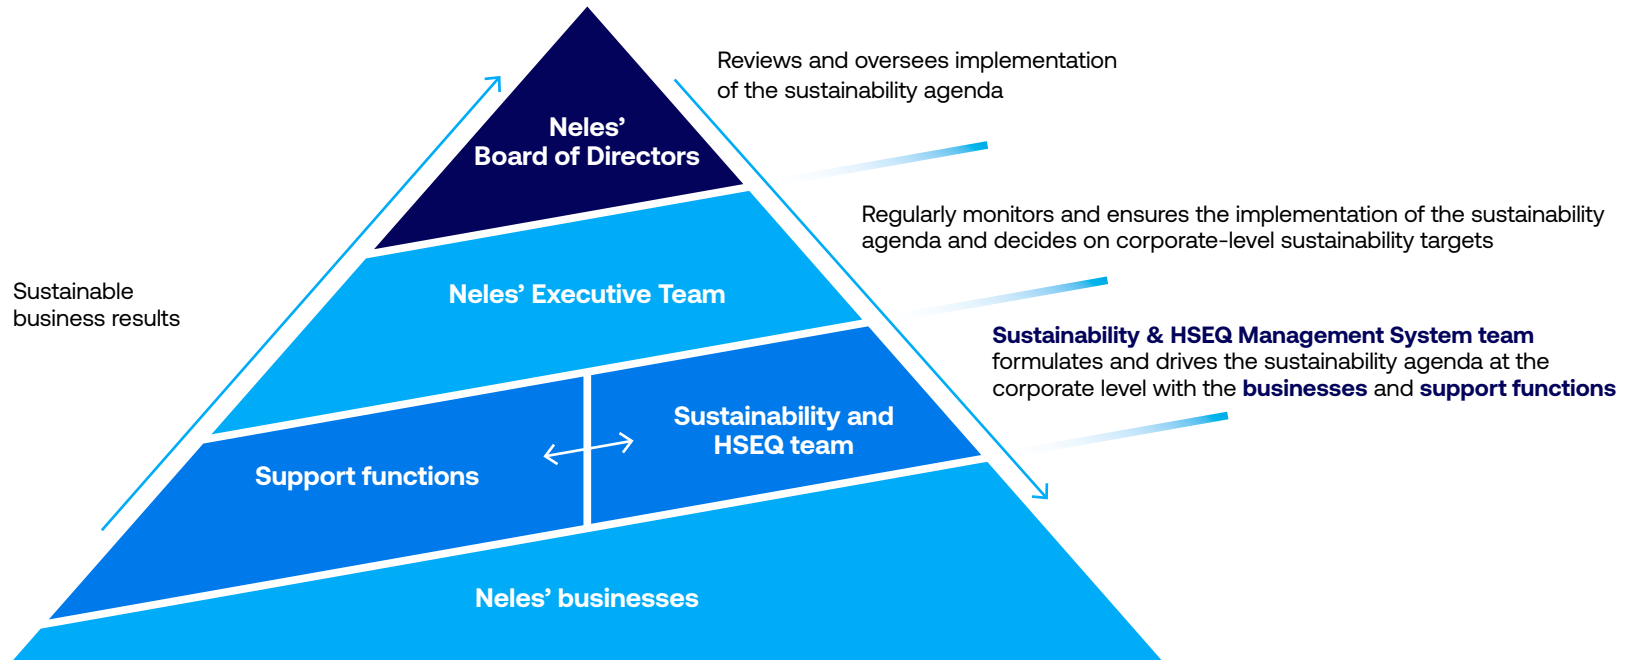 Reviews and oversees implementation
of the sustainability agenda
Neles’
Board of Directors
Regularly monitors and ensures the implementation of the sustainability
agenda and decides on corporate-level sustainability targets
Neles’ Executive Team
Sustainable
business results
Sustainability & HSEQ Management System team
formulates and drives the sustainability agenda at the
corporate level with the businesses and support functions
Sustainability and
HSEQ team
Support functions
Neles’ businesses